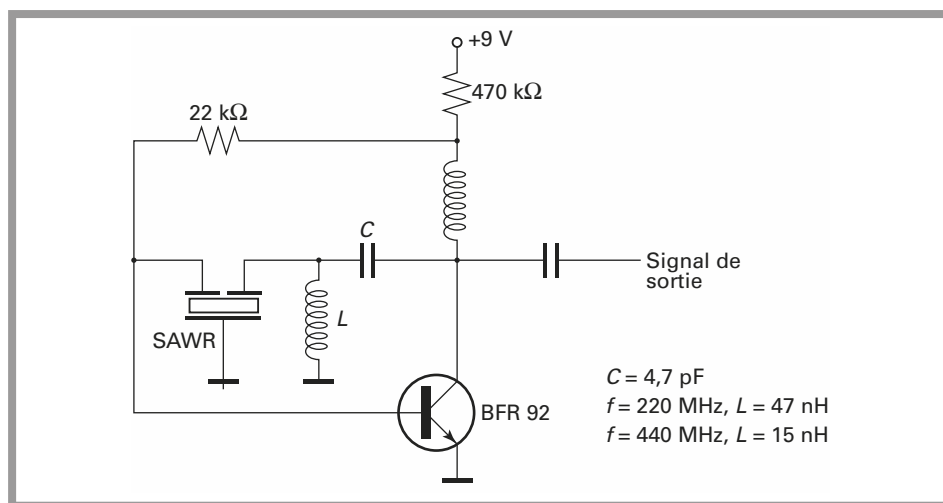 +9 V
470 kΩ
22 kΩ
C
Signal de
sortie
L
SAWR
BFR 92
C = 4,7 pF
f = 220 MHz, L = 47 nH
f = 440 MHz, L = 15 nH